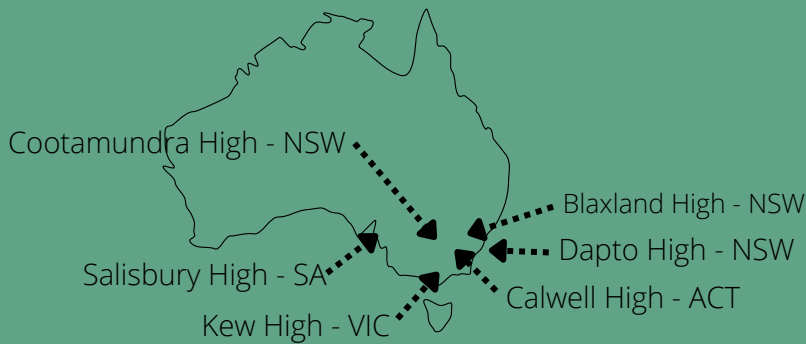 Cootamundra High - NSW
Blaxland High - NSW
Dapto High - NSW
Salisbury High - SA
Calwell High - ACT
Kew High - VIC